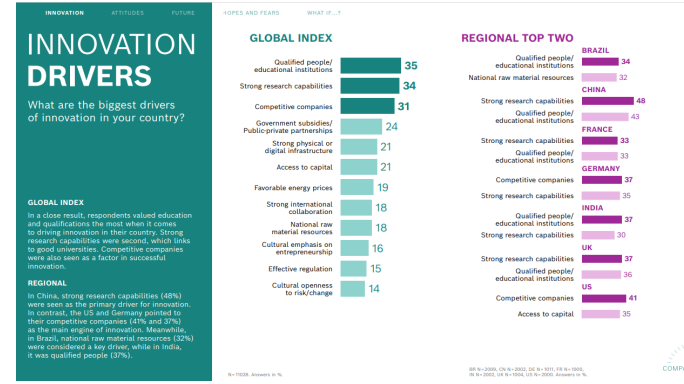 INNOVATION ATTITUDES FUTURE HOPES AND FEARS WHAT IF...?
INNOVATION
DRIVERS
What are the biggest drivers
of innovation in your country?
GLOBAL INDEX
In a close result, respondents valued education
and qualifications the most when it comes
to driving innovation in their country. Strong
research capabilities were second, which links
to good universities. Competitive companies
were also seen as a factor in successful
innovation.
REGIONAL
In China, strong research capabilities (48%)
were seen as the primary driver for innovation.
In contrast, the US and Germany pointed to
their competitive companies (41% and 37%)
as the main engine of innovation. Meanwhile,
in Brazil, national raw material resources (32%)
were considered a key driver, while in India,
it was qualified people (37%).
GLOBAL INDEX
Qualified people/
educational institutions 35
Strong research capabilities 34
Competitive companies 31
Government subsidies/
Public-private partnerships 24
Strong physical or
digital infrastructure 21
Access to capital 21
Favorable energy prices 19
Strong international
collaboration 18
National raw
material resources 18
Cultural emphasis on
entrepreneurship 16
Effective regulation 15
Cultural openness
to risk/change 14
N=11028. Answers in %.
REGIONAL TOP TWO
BRAZIL
Qualified people/
educational institutions 34
National raw material resources 32
CHINA
Strong research capabilities 48
Qualified people/
educational institutions 43
FRANCE
Strong research capabilities 33
Qualified people/
educational institutions 33
GERMANY
Competitive companies 37
Strong research capabilities 35
INDIA
Qualified people/
educational institutions 37
Strong research capabilities 30
UK
Strong research capabilities 37
Qualified people/
educational institutions 36
US
Competitive companies 41
Access to capital 35
Answers in %.
COMP